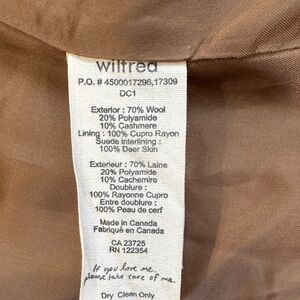 wilfred
P.O. # 4500017296,17309
DC1
Exterior : 70% Wool
20% Polyamide
10% Cashmere
Lining : 100% Cupro Rayon
Suede interlining :
100% Deer Skin
Exterieur : 70% Laine
20% Polyamide
10% Cachemire
Doublure :
100% Rayonne Cupro
Entre doublure :
100% Peau de cerf
Made in Canada
Fabriqué en Canada
CA 23725
RN 122354
If you love me,
please take care of me.
Dry Clean Only